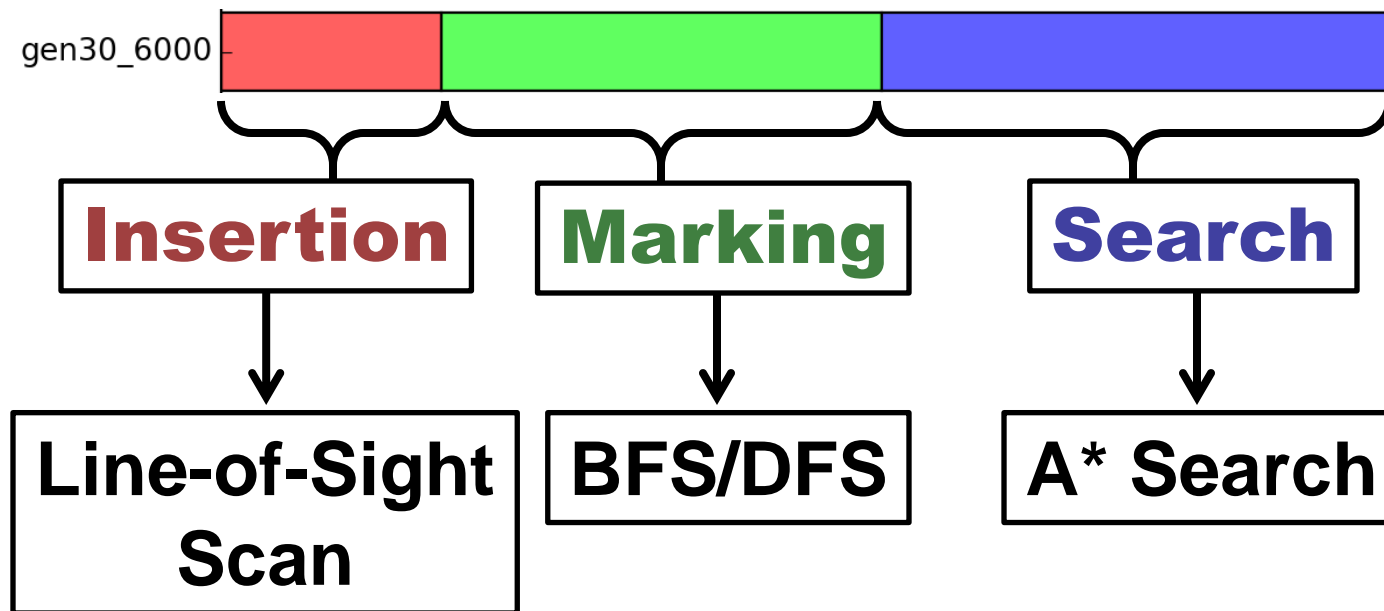 gen30_6000
Insertion
Marking
Search
Line-of-Sight
Scan
BFS/DFS
A* Search